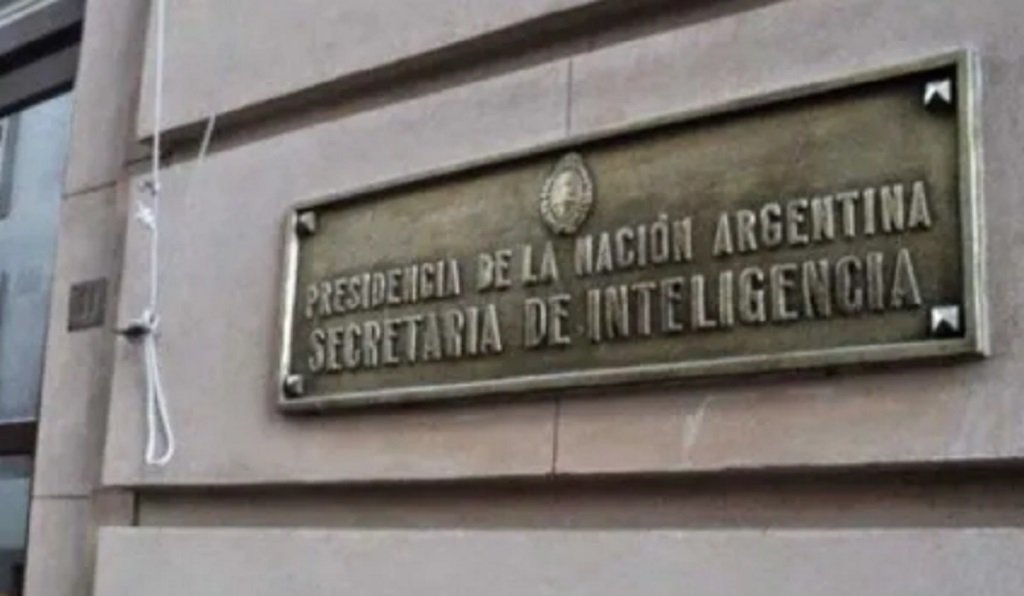 PRESIDENCIA DE LA NACIÓN ARGENTINA
SECRETARIA DE INTELIGENCIA